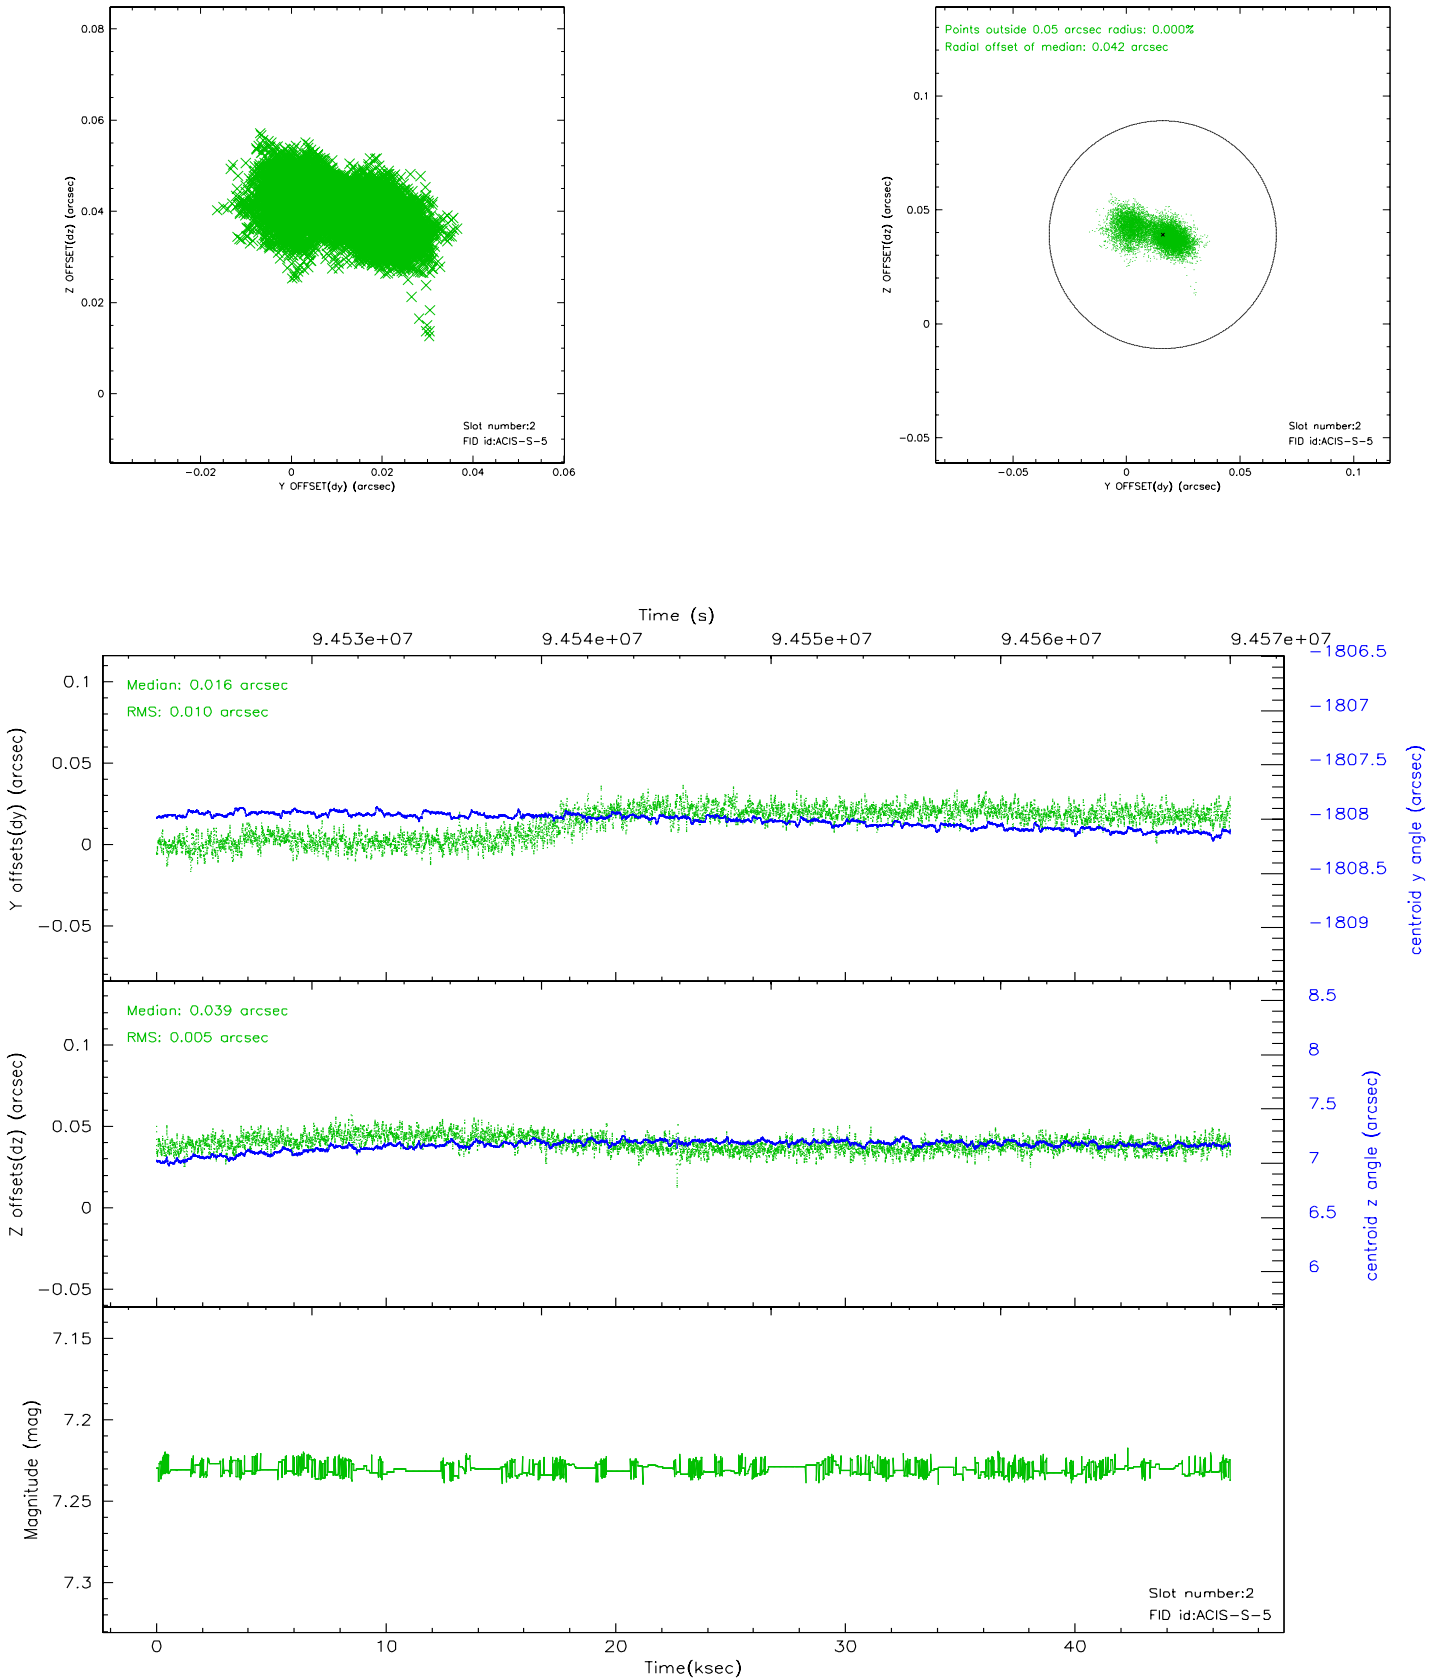 0.08
0.06
0.04
0.02
0
Z OFFSET(dz) (arcsec)
Slot number:2
FID id:ACIS-S-5
-0.02 0 0.02 0.04 0.06
Y OFFSET(dy) (arcsec)
Points outside 0.05 arcsec radius: 0.000%
Radial offset of median: 0.042 arcsec
0.1
0.05
0
-0.05
Z OFFSET(dz) (arcsec)
Slot number:2
FID id:ACIS-S-5
-0.05 0 0.05 0.1
Y OFFSET(dy) (arcsec)
Time (s)
9.453e+07 9.454e+07 9.455e+07 9.456e+07 9.457e+07
Median: 0.016 arcsec
RMS: 0.010 arcsec
0.1
0.05
0
-0.05
Y offsets(dy) (arcsec)
-1806.5
-1807
-1807.5
-1808
-1808.5
-1809
centroid y angle (arcsec)
Median: 0.039 arcsec
RMS: 0.005 arcsec
0.1
0.05
0
-0.05
Z offsets(dz) (arcsec)
8.5
8
7.5
7
6.5
6
centroid z angle (arcsec)
7.15
7.2
7.25
7.3
Magnitude (mag)
Slot number:2
FID id:ACIS-S-5
0 10 20 30 40
Time(ksec)